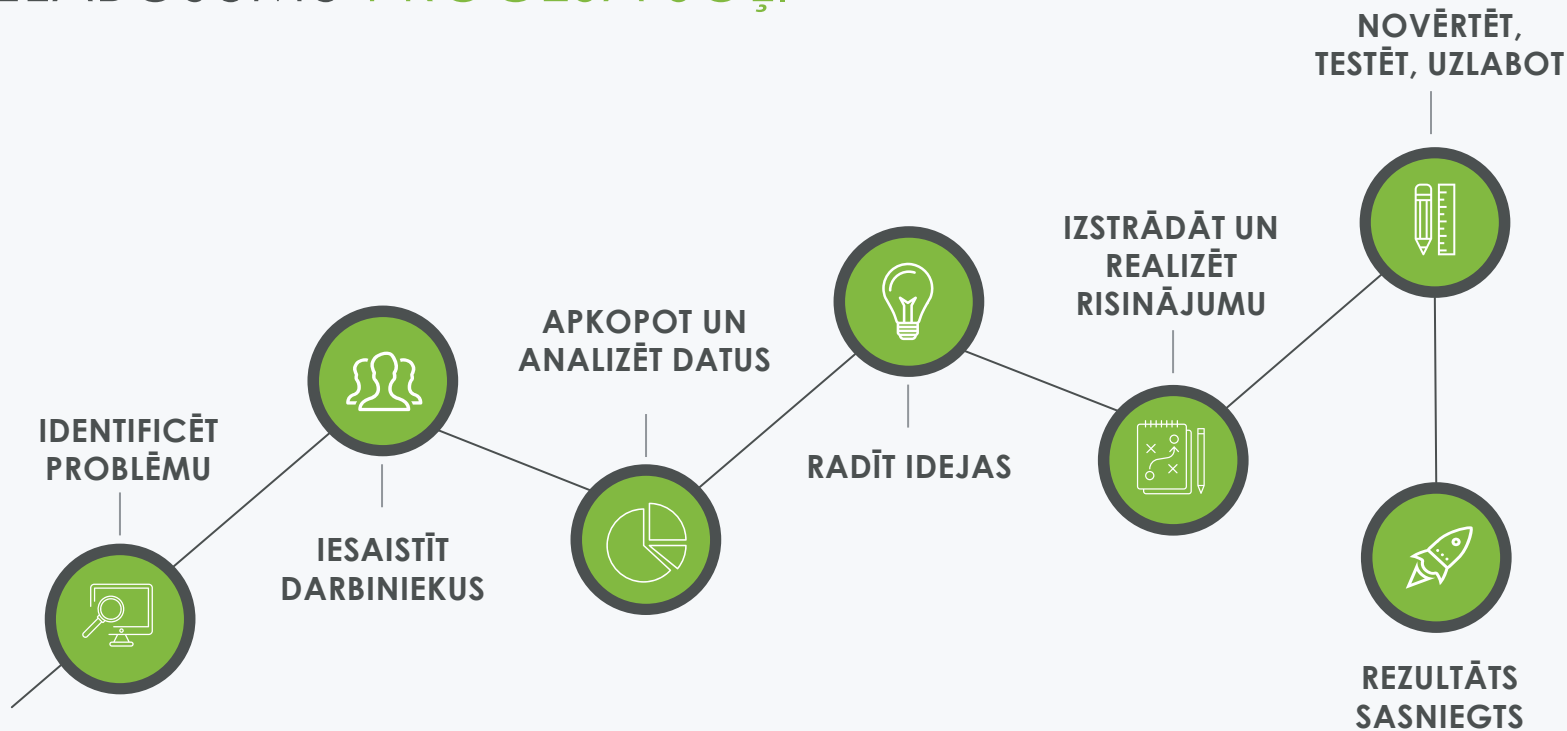 NOVĒRTĒT,
TESTĒT, UZLABOT
IZSTRĀDĀT UN
REALIZĒT
RISINĀJUMU
APKOPOT UN
ANALIZĒT DATUS
IDENTIFICĒT
PROBLĒMU
RADĪT IDEJAS
IESAISTĪT
DARBINIEKUS
REZULTĀTS
SASNIEGTS